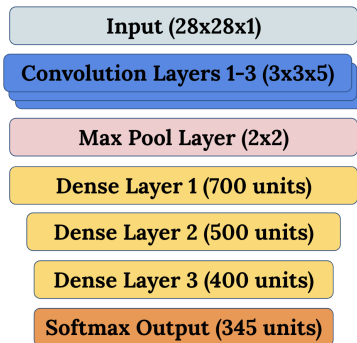 Input (28x28x1)
Convolution Layers 1-3 (3x3x5)
Max Pool Layer (2x2)
Dense Layer 1 (700 units)
Dense Layer 2 (500 units)
Dense Layer 3 (400 units)
Softmax Output (345 units)